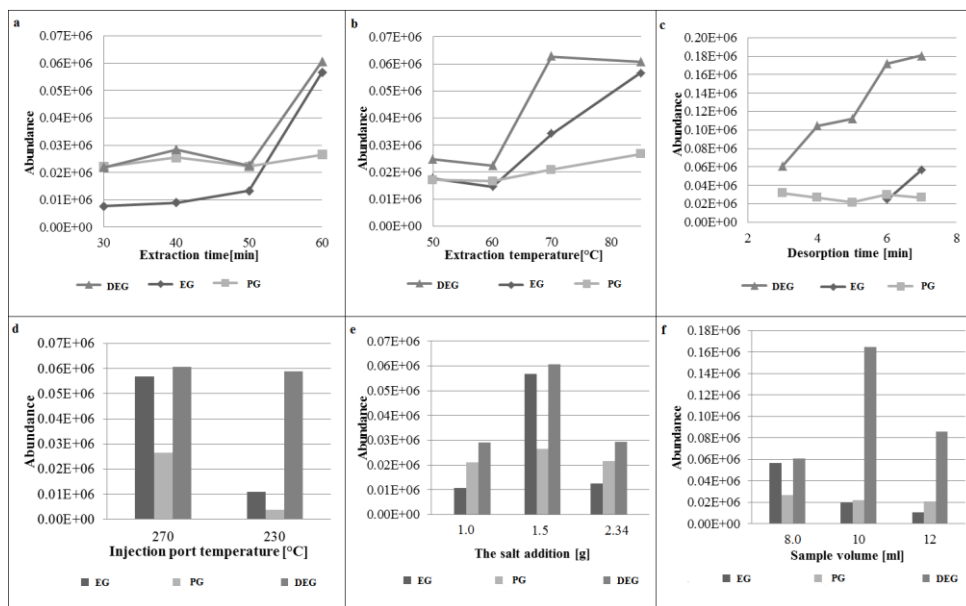 a
0.07E+06
0.06E+06
0.05E+06
0.04E+06
0.03E+06
0.02E+06
0.01E+06
0.00E+00
Abundance
30 40 50 60
Extraction time[min]
DEG EG PG
b
0.07E+06
0.06E+06
0.05E+06
0.04E+06
0.03E+06
0.02E+06
0.01E+06
0.00E+00
Abundance
50 60 70 80
Extraction temperature[°C]
DEG EG PG
c
0.20E+06
0.18E+06
0.16E+06
0.14E+06
0.12E+06
0.10E+06
0.08E+06
0.06E+06
0.04E+06
0.02E+06
0.00E+00
Abundance
2 4 6 8
Desorption time [min]
DEG EG PG
d
0.07E+06
0.06E+06
0.05E+06
0.04E+06
0.03E+06
0.02E+06
0.01E+06
0.00E+00
Abundance
270 230
Injection port temperature [°C]
EG PG DEG
e
0.07E+06
0.06E+06
0.05E+06
0.04E+06
0.03E+06
0.02E+06
0.01E+06
0.00E+00
Abundance
1.0 1.5 2.34
The salt addition [g]
EG PG DEG
f
0.18E+06
0.16E+06
0.14E+06
0.12E+06
0.10E+06
0.08E+06
0.06E+06
0.04E+06
0.02E+06
0.00E+00
Abundance
8.0 10 12
Sample volume [ml]
EG PG DEG